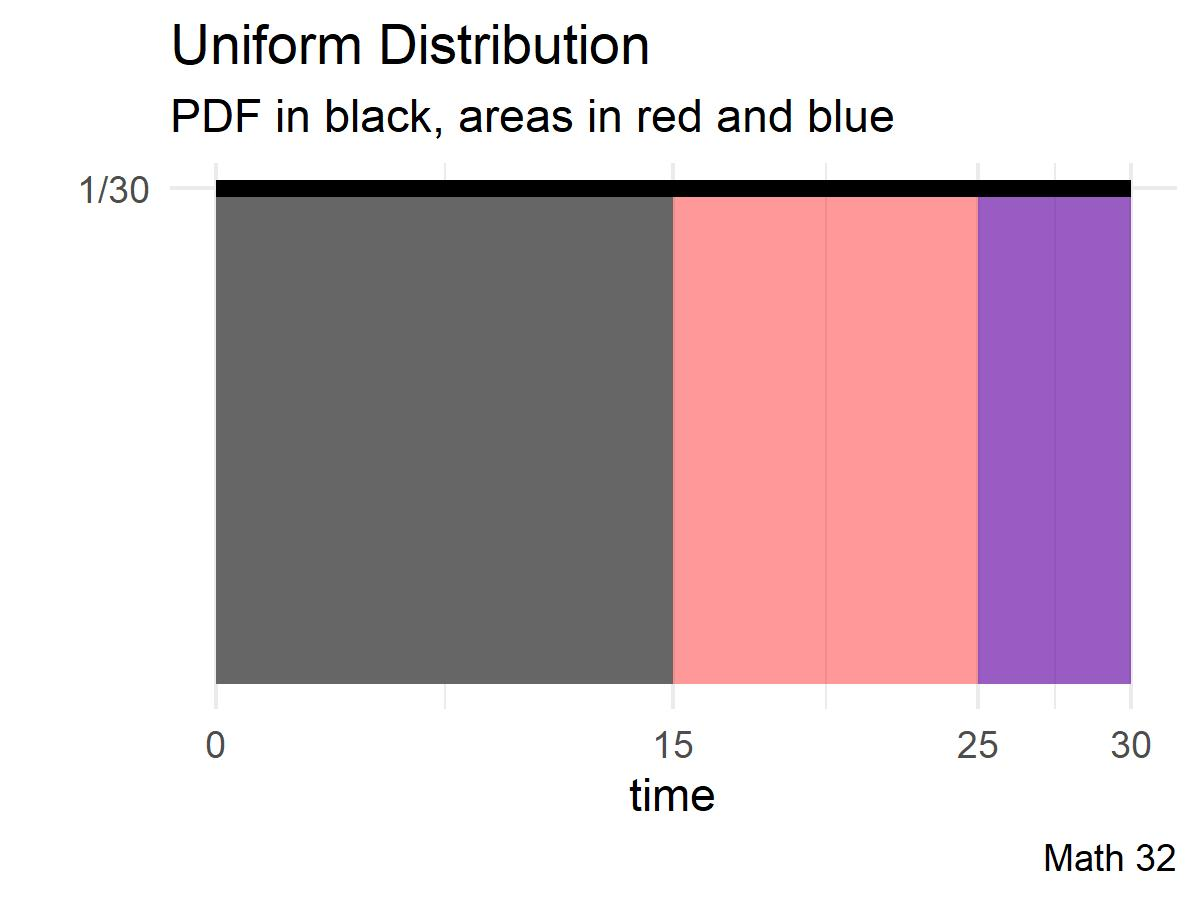 Uniform Distribution
PDF in black, areas in red and blue
1/30
0 15 25 30
time
Math 32